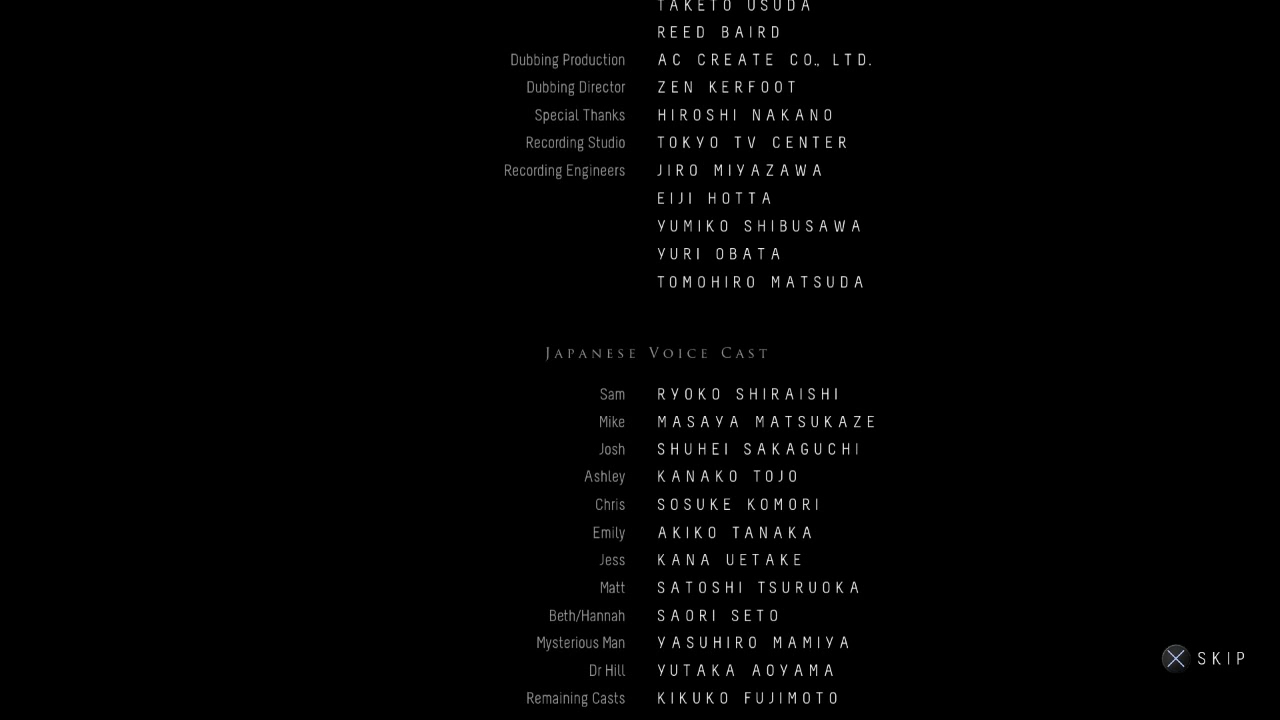 TAKETO USUDA
REED BAIRD
Dubbing Production AC CREATE CO., LTD.
Dubbing Director ZEN KERFOOT
Special Thanks HIROSHI NAKANO
Recording Studio TOKYO TV CENTER
Recording Engineers JIRO MIYAZAWA
EIJI HOTTA
YUMIKO SHIBUSAWA
YURI OBATA
TOMOHIRO MATSUDA
JAPANESE VOICE CAST
Sam RYOKO SHIRAISHI
Mike MASAYA MATSUKAZE
Josh SHUHEI SAKAGUCHI
Ashley KANAKO TOJO
Chris SOSUKE KOMORI
Emily AKIKO TANAKA
Jess KANA UETAKE
Matt SATOSHI TSURUOKA
Beth/Hannah SAORI SETO
Mysterious Man YASUHIRO MAMIYA
Dr Hill YUTAKA AOYAMA
Remaining Casts KIKUKO FUJIMOTO
SKIP